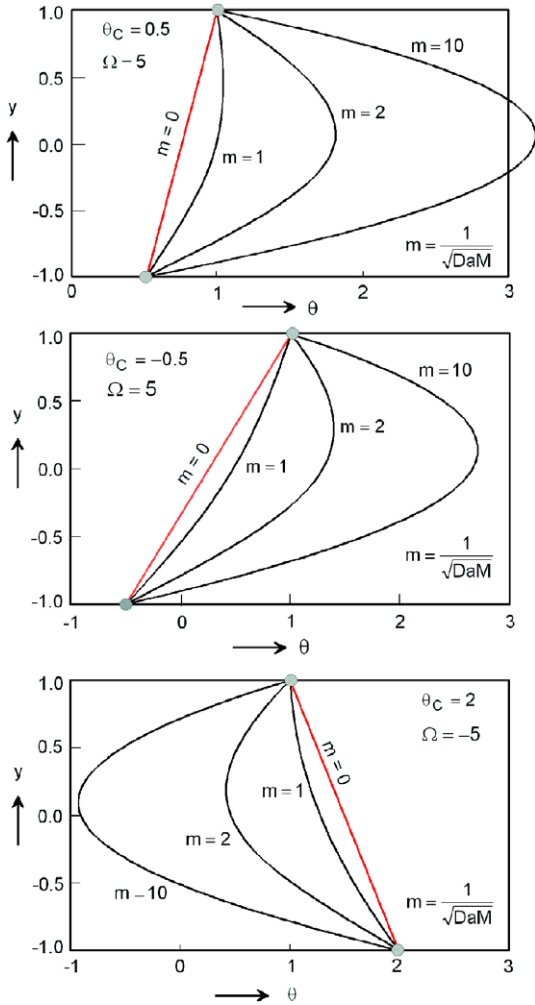 1.0
θC = 0.5
Ω − 5
m = 10
0.5
y
m = 0
m = 2
0.0
m = 1
-0.5
m = 1/√DaM
-1.0
0 1 2 3
θ
1.0
θC = −0.5
Ω = 5
m = 10
0.5
y
m = 0
m = 2
0.0
m = 1
-0.5
m = 1/√DaM
-1.0
-1 0 1 2 3
θ
1.0
θC = 2
Ω = −5
0.5
y
m = 0
m = 1
0.0
m = 2
-0.5
m − 10
m = 1/√DaM
-1.0
-1 0 1 2 3
θ